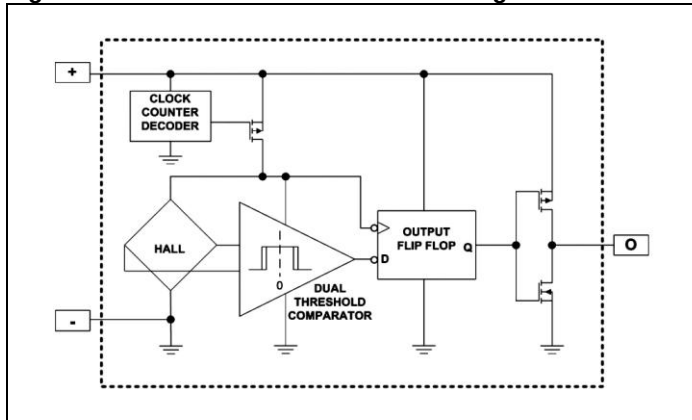 +
CLOCK
COUNTER
DECODER
HALL
0
DUAL
THRESHOLD
COMPARATOR
D
OUTPUT
FLIP FLOP
Q
O
-